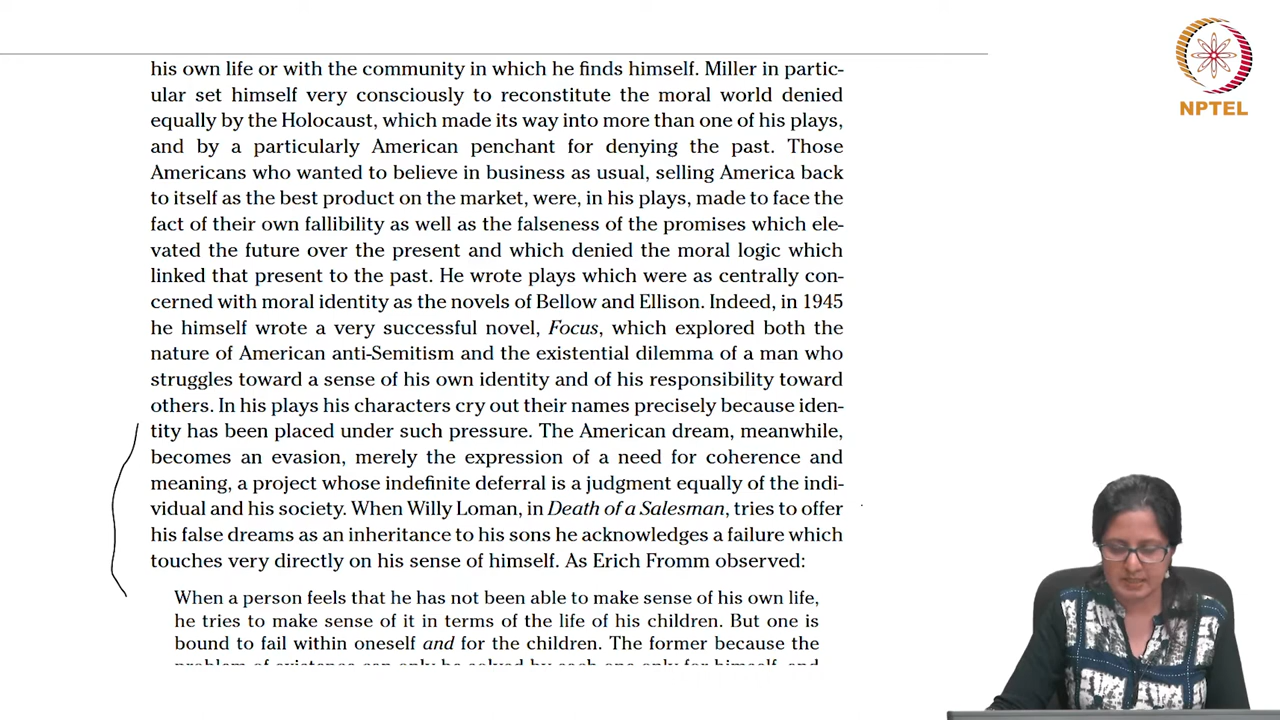 his own life or with the community in which he finds himself. Miller in partic-
ular set himself very consciously to reconstitute the moral world denied
equally by the Holocaust, which made its way into more than one of his plays,
and by a particularly American penchant for denying the past. Those
Americans who wanted to believe in business as usual, selling America back
to itself as the best product on the market, were, in his plays, made to face the
fact of their own fallibility as well as the falseness of the promises which ele-
vated the future over the present and which denied the moral logic which
linked that present to the past. He wrote plays which were as centrally con-
cerned with moral identity as the novels of Bellow and Ellison. Indeed, in 1945
he himself wrote a very successful novel, Focus, which explored both the
nature of American anti-Semitism and the existential dilemma of a man who
struggles toward a sense of his own identity and of his responsibility toward
others. In his plays his characters cry out their names precisely because iden-
tity has been placed under such pressure. The American dream, meanwhile,
becomes an evasion, merely the expression of a need for coherence and
meaning, a project whose indefinite deferral is a judgment equally of the indi-
vidual and his society. When Willy Loman, in Death of a Salesman, tries to offer
his false dreams as an inheritance to his sons he acknowledges a failure which
touches very directly on his sense of himself. As Erich Fromm observed:
When a person feels that he has not been able to make sense of his own life,
he tries to make sense of it in terms of the life of his children. But one is
bound to fail within oneself and for the children. The former because the
problem of existence can only be solved by each one only for himself, and
NPTEL